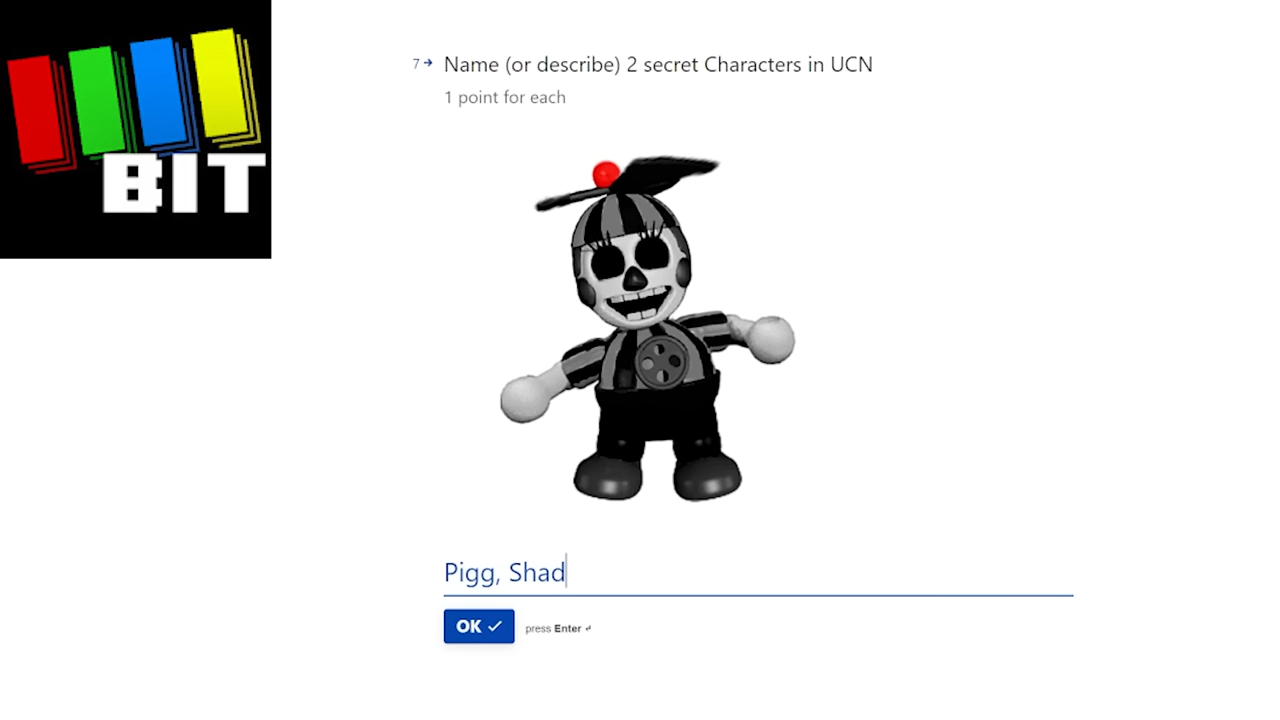 BIT
7→ Name (or describe) 2 secret Characters in UCN
1 point for each
Pigg, Shad
OK ✓ press Enter ↵